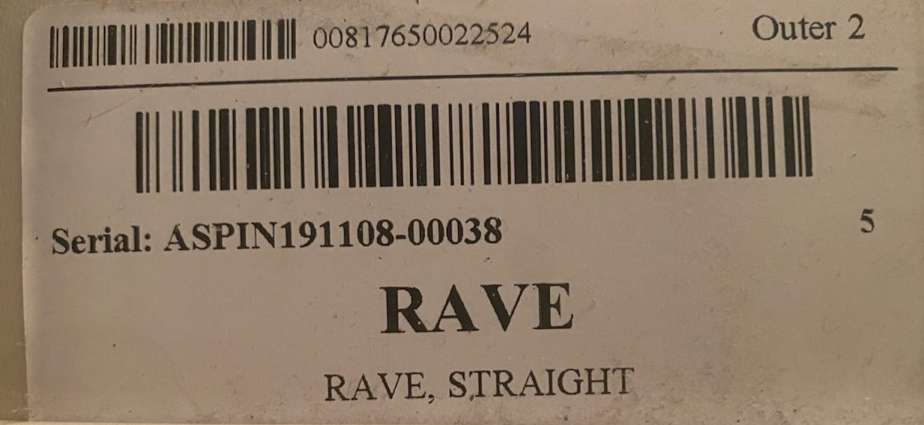 00817650022524 Outer 2
Serial: ASPIN191108-00038 5
RAVE
RAVE, STRAIGHT